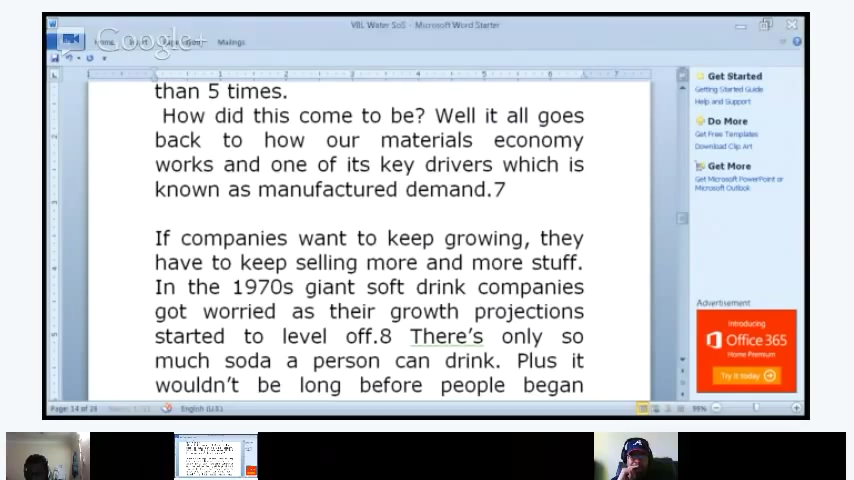 VBL Water SoS - Microsoft Word Starter
Google+
Mailings
than 5 times.
How did this come to be? Well it all goes
back to how our materials economy
works and one of its key drivers which is
known as manufactured demand.7
If companies want to keep growing, they
have to keep selling more and more stuff.
In the 1970s giant soft drink companies
got worried as their growth projections
started to level off.8 There's only so
much soda a person can drink. Plus it
wouldn't be long before people began
Get Started
Getting Started Guide
Help and Support
Do More
Get Free Templates
Download Clip Art
Get More
Get Microsoft PowerPoint or
Microsoft Outlook
Advertisement
Introducing
Office 365
Home Premium
Try it today
Page: 14 of 28
English (U.K.)